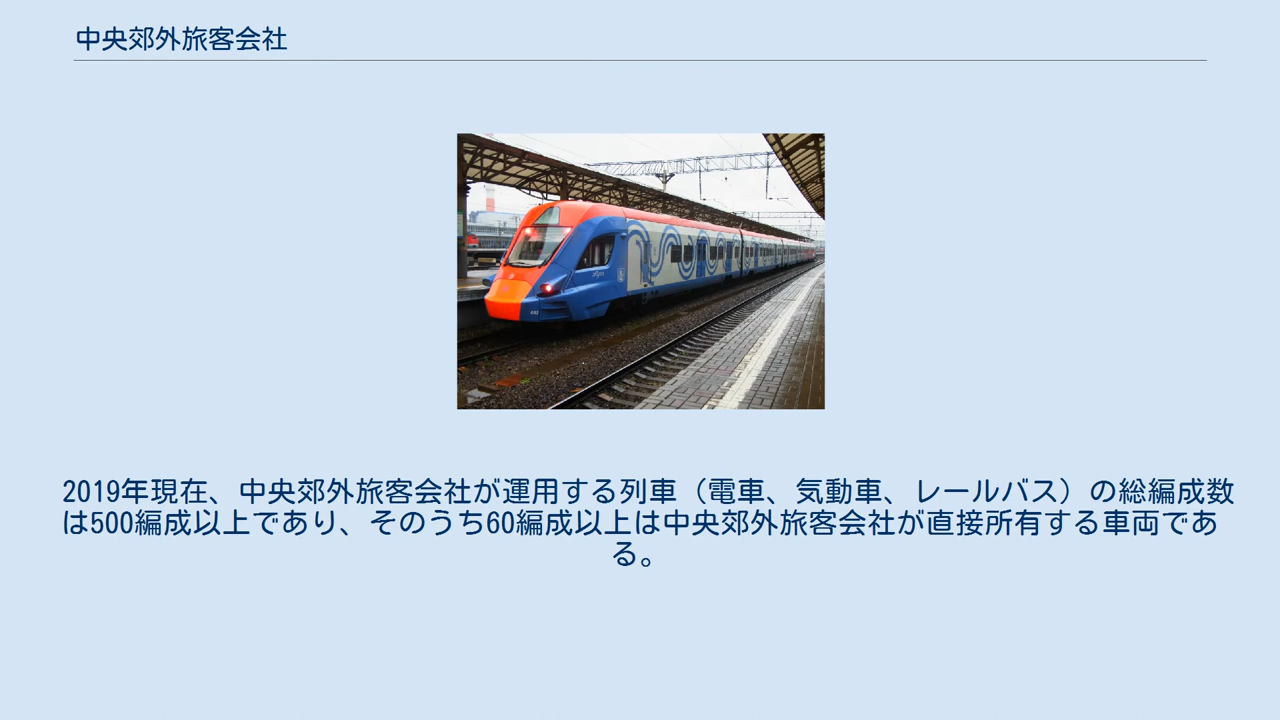 中央郊外旅客会社
2019年現在、中央郊外旅客会社が運用する列車（電車、気動車、レールバス）の総編成数
は500編成以上であり、そのうち60編成以上は中央郊外旅客会社が直接所有する車両であ
る。